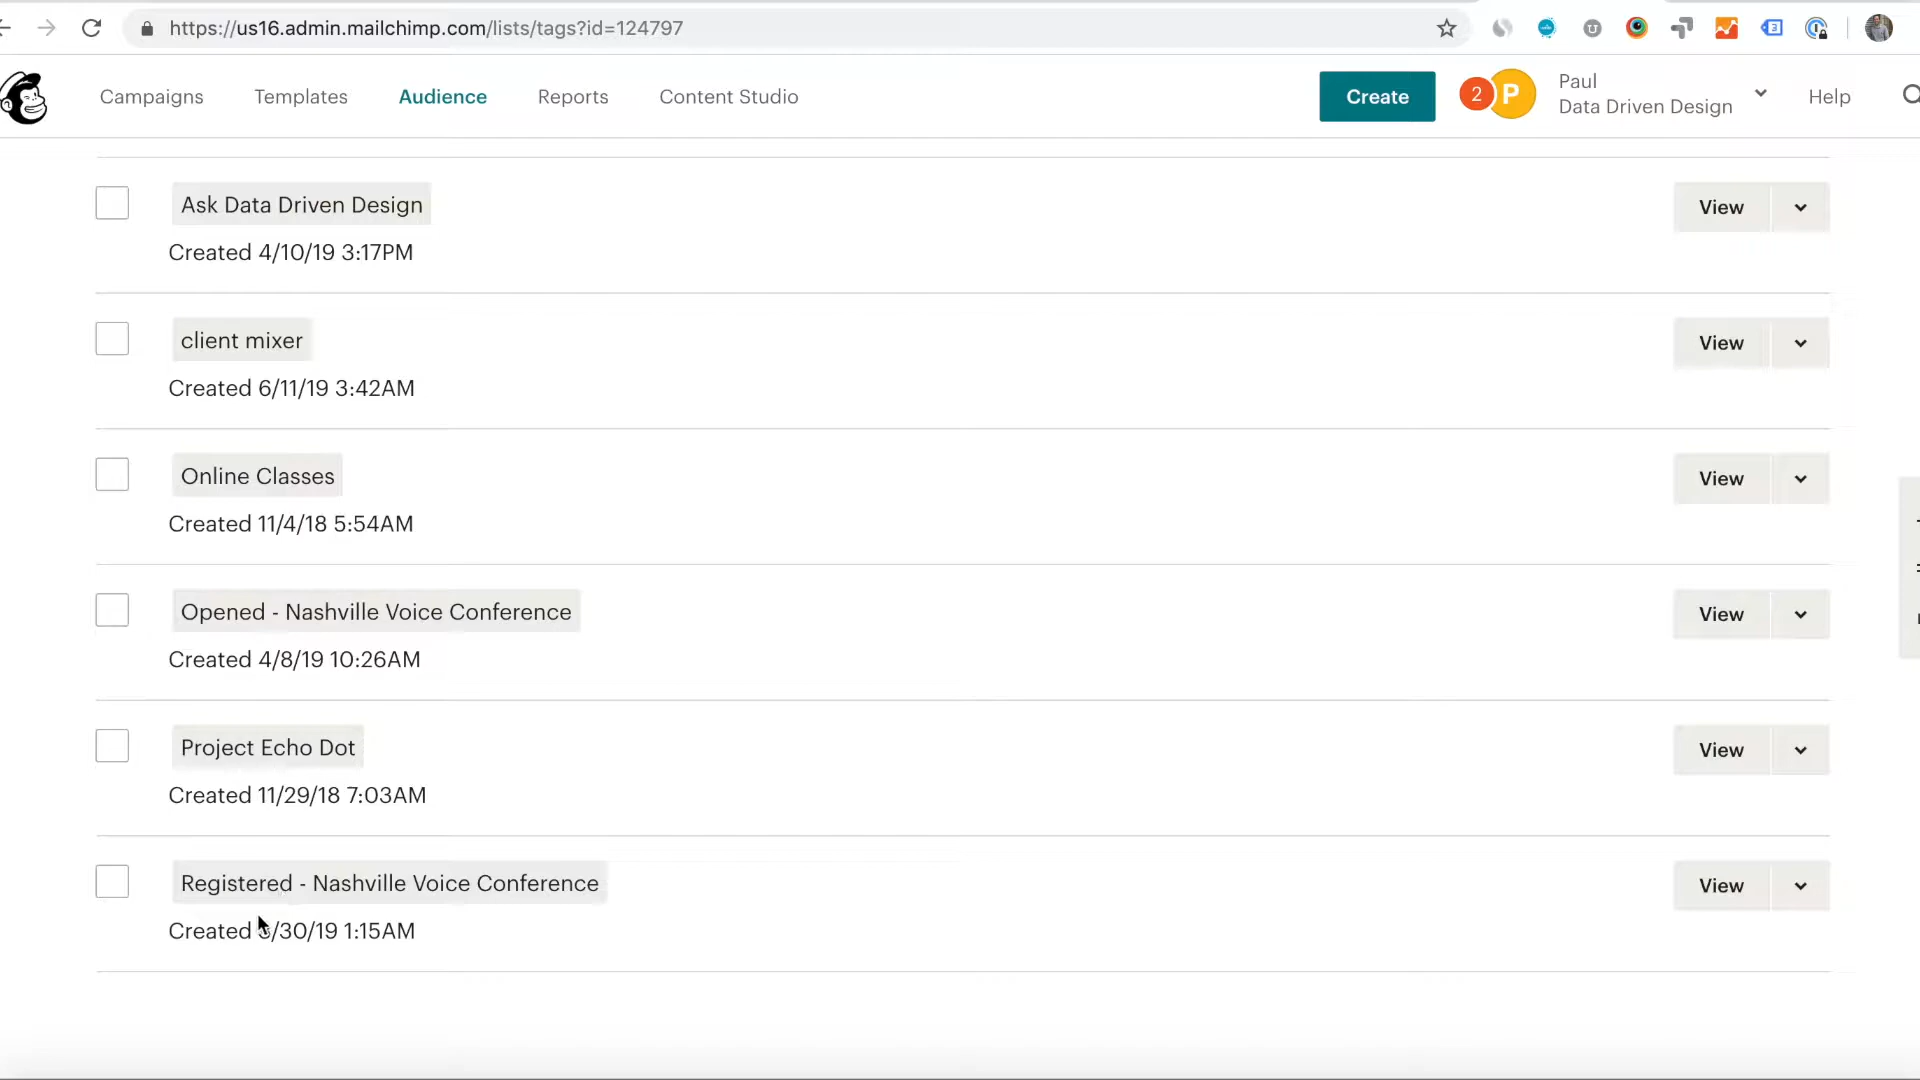 https://us16.admin.mailchimp.com/lists/tags?id=124797
Campaigns
Templates
Audience
Reports
Content Studio
Create
2
P
Paul
Data Driven Design
Help
Ask Data Driven Design
View
Created 4/10/19 3:17PM
client mixer
View
Created 6/11/19 3:42AM
Online Classes
View
Created 11/4/18 5:54AM
Opened - Nashville Voice Conference
View
Created 4/8/19 10:26AM
Project Echo Dot
View
Created 11/29/18 7:03AM
Registered - Nashville Voice Conference
View
Created /30/19 1:15AM